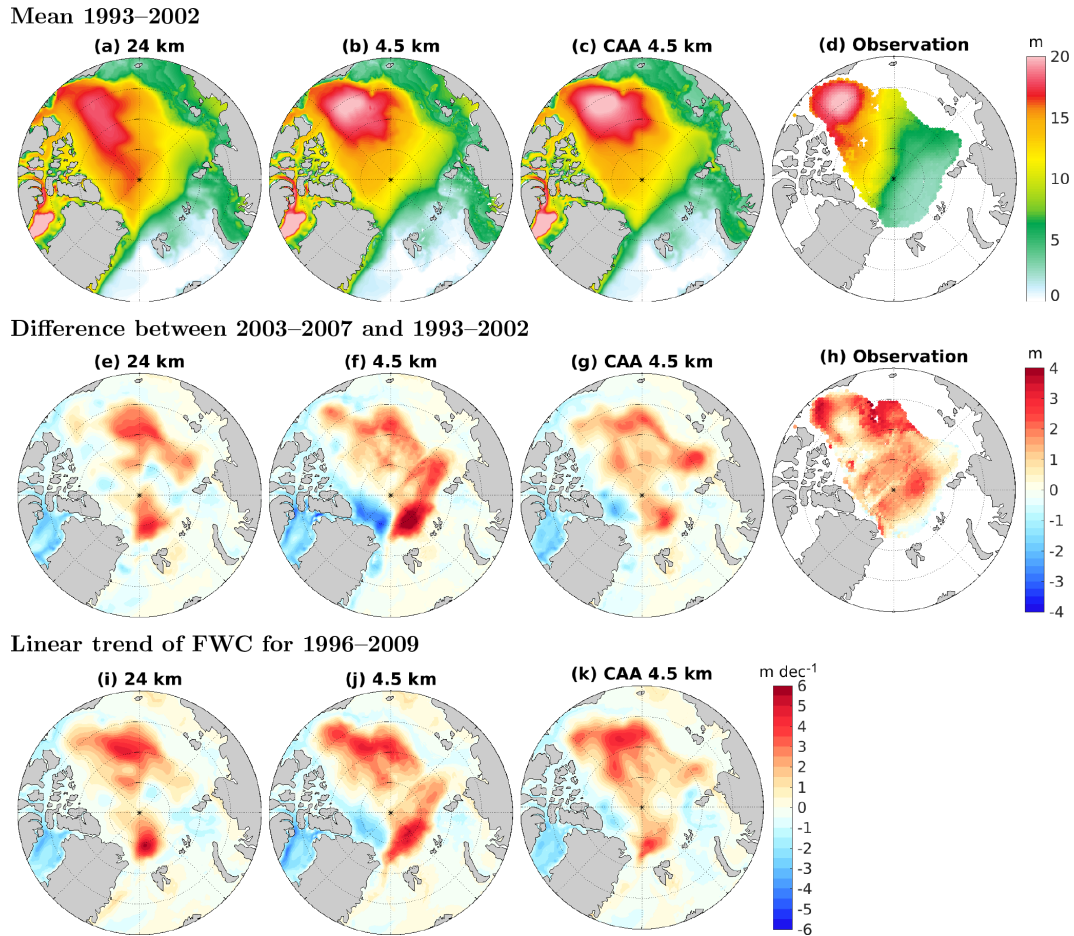 Mean 1993–2002
(a) 24 km
(b) 4.5 km
(c) CAA 4.5 km
(d) Observation
m
20
15
10
5
0
Difference between 2003–2007 and 1993–2002
(e) 24 km
(f) 4.5 km
(g) CAA 4.5 km
(h) Observation
m
4
3
2
1
0
-1
-2
-3
-4
Linear trend of FWC for 1996–2009
(i) 24 km
(j) 4.5 km
(k) CAA 4.5 km
m dec⁻¹
6
5
4
3
2
1
0
-1
-2
-3
-4
-5
-6